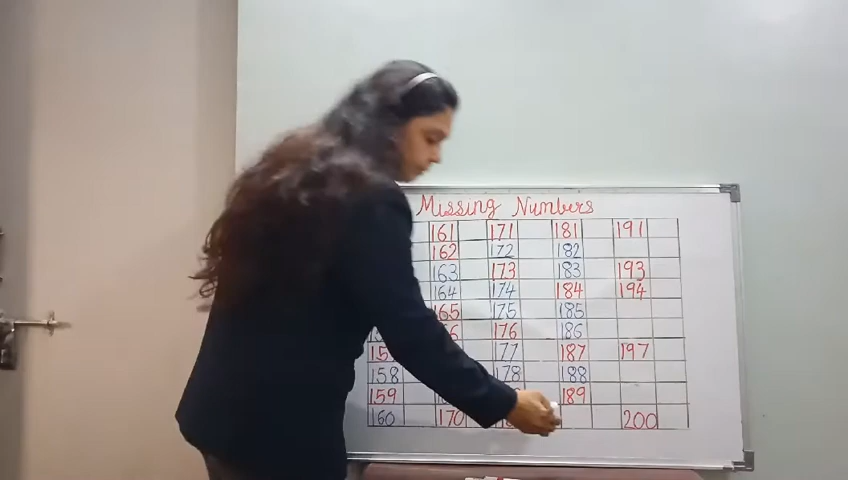 Missing Numbers
161 171 181 191
162 172 182
163 173 183 193
164 174 184 194
165 175 185
176 186
177 187 197
158 178 188
159 189
160 170 200